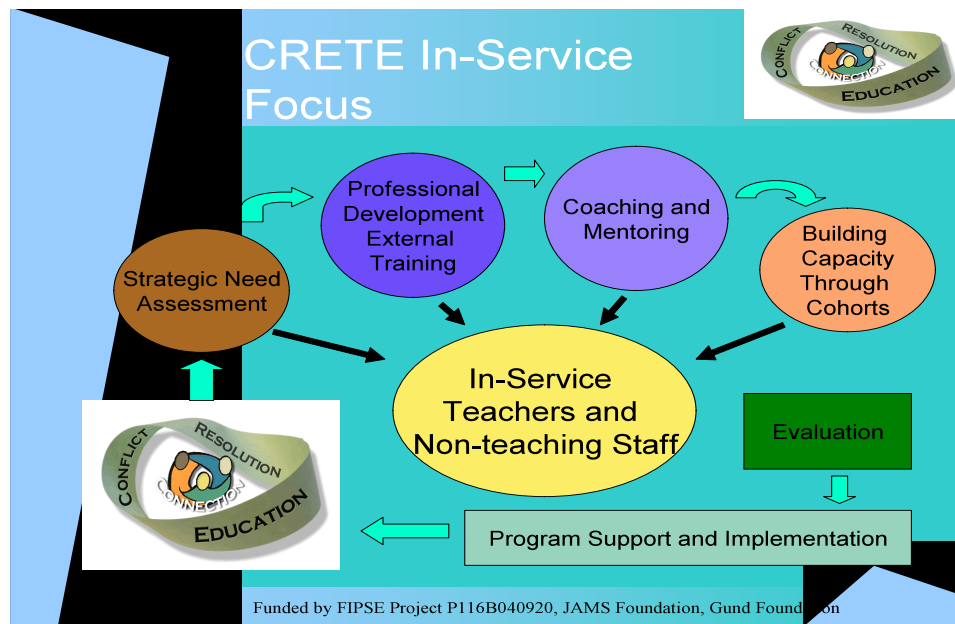 CRETE In-Service
Focus
CONFLICT
RESOLUTION
CONNECTION
EDUCATION
Professional
Development
External
Training
Coaching and
Mentoring
Building
Capacity
Through
Cohorts
Strategic Need
Assessment
In-Service
Teachers and
Non-teaching Staff
Evaluation
CONFLICT
RESOLUTION
CONNECTION
EDUCATION
Program Support and Implementation
Funded by FIPSE Project P116B040920, JAMS Foundation, Gund Foundation